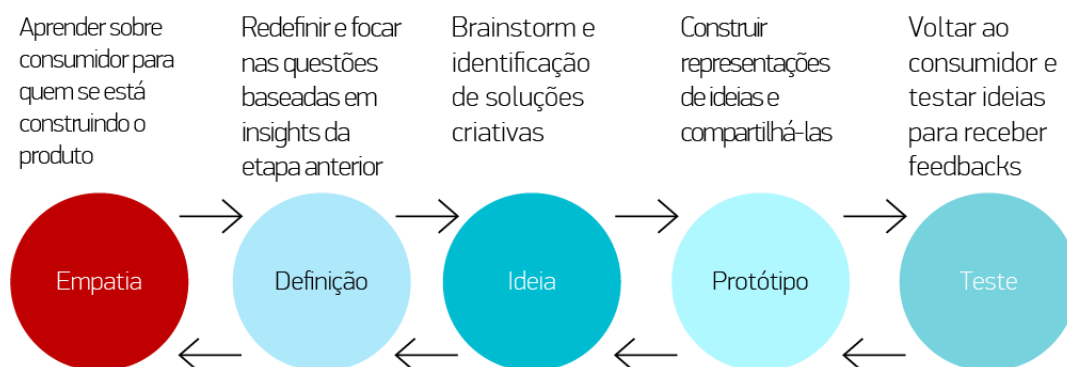 Aprender sobre
consumidor para
quem se está
construindo o
produto
Redefinir e focar
nas questões
baseadas em
insights da
etapa anterior
Brainstorm e
identificação
de soluções
criativas
Construir
representações
de ideias e
compartilhá-las
Voltar ao
consumidor e
testar ideias
para receber
feedbacks
Empatia
Definição
Ideia
Protótipo
Teste